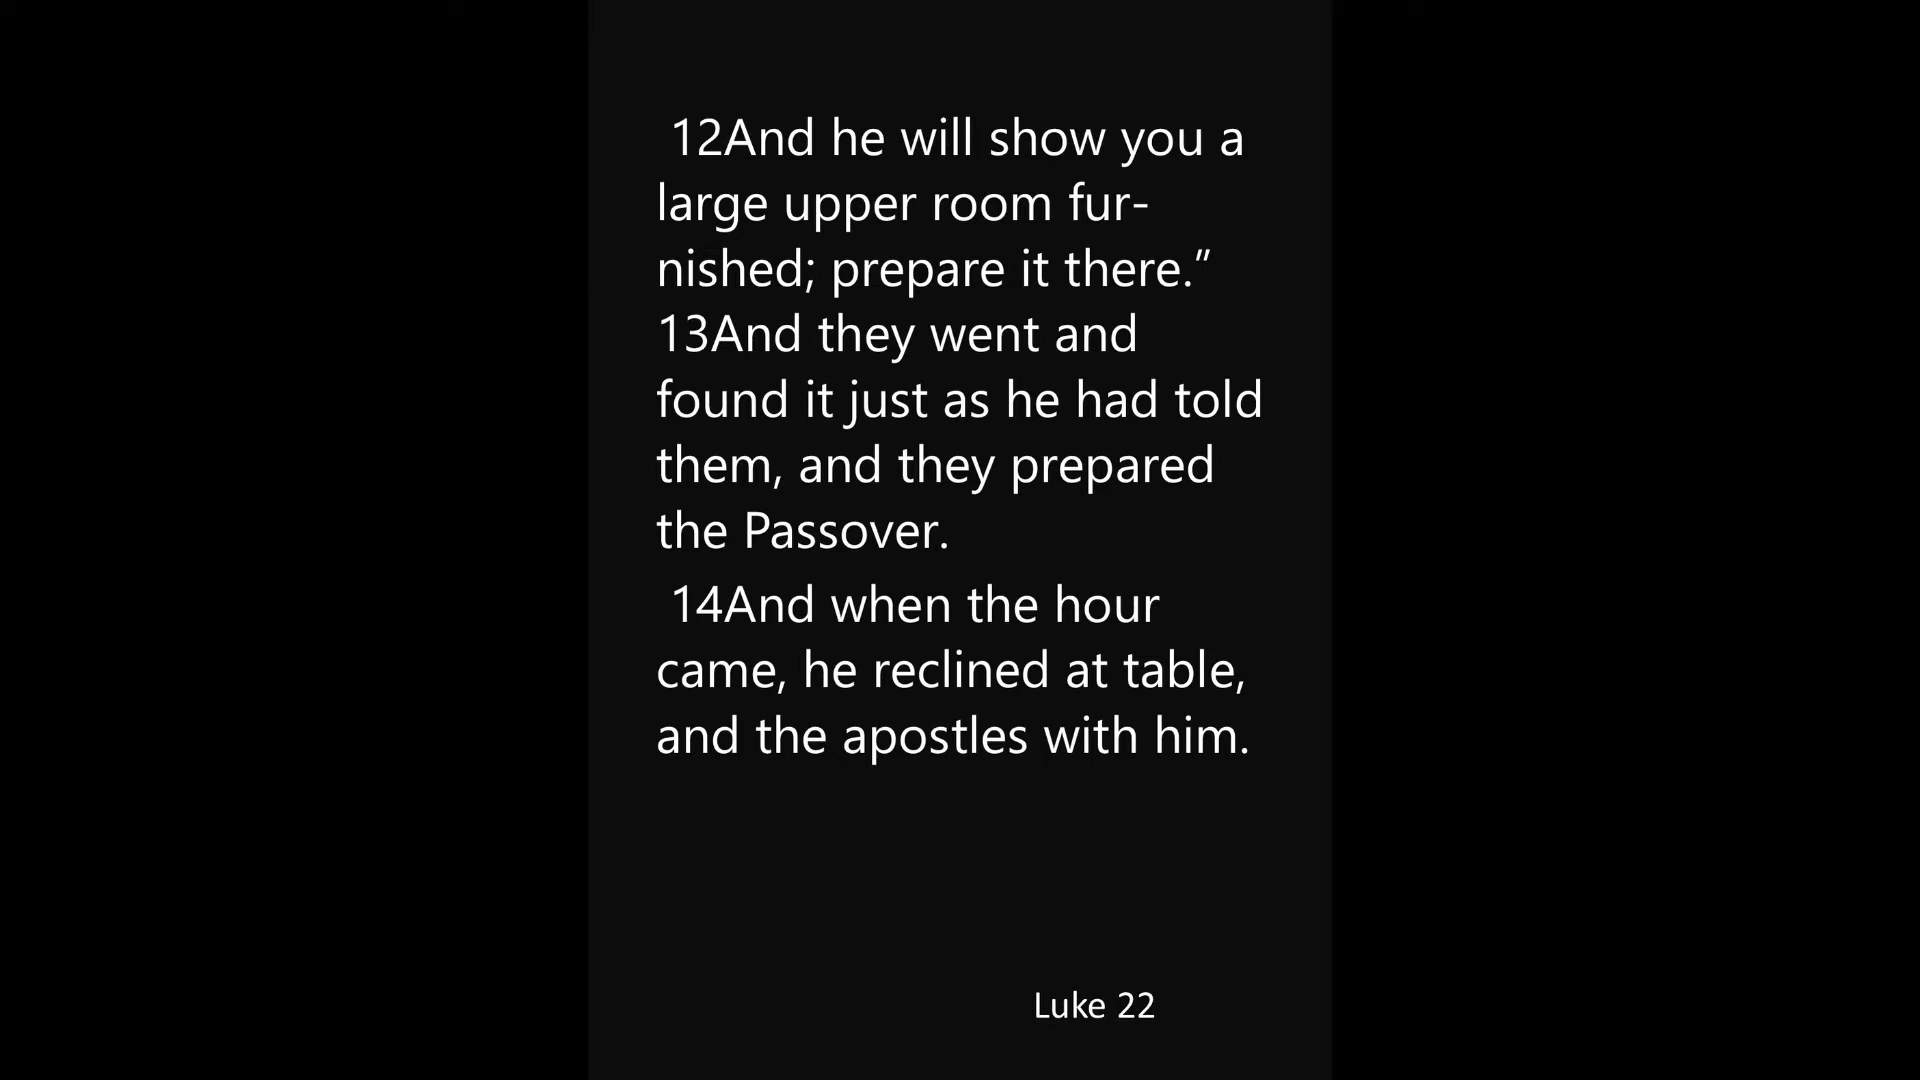 12And he will show you a
large upper room fur-
nished; prepare it there.”
13And they went and
found it just as he had told
them, and they prepared
the Passover.
14And when the hour
came, he reclined at table,
and the apostles with him.
Luke 22